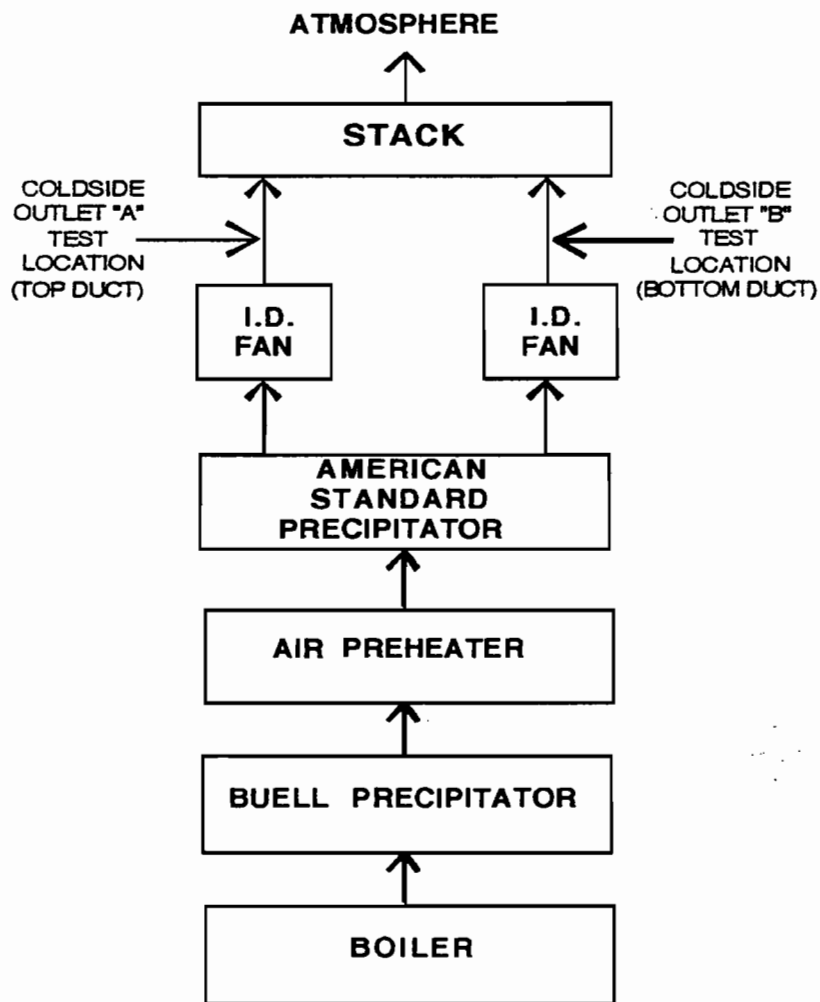 ATMOSPHERE
STACK
COLDSIDE
OUTLET "A"
TEST
LOCATION
(TOP DUCT)
COLDSIDE
OUTLET "B"
TEST
LOCATION
(BOTTOM DUCT)
I.D.
FAN
I.D.
FAN
AMERICAN
STANDARD
PRECIPITATOR
AIR PREHEATER
BUELL PRECIPITATOR
BOILER